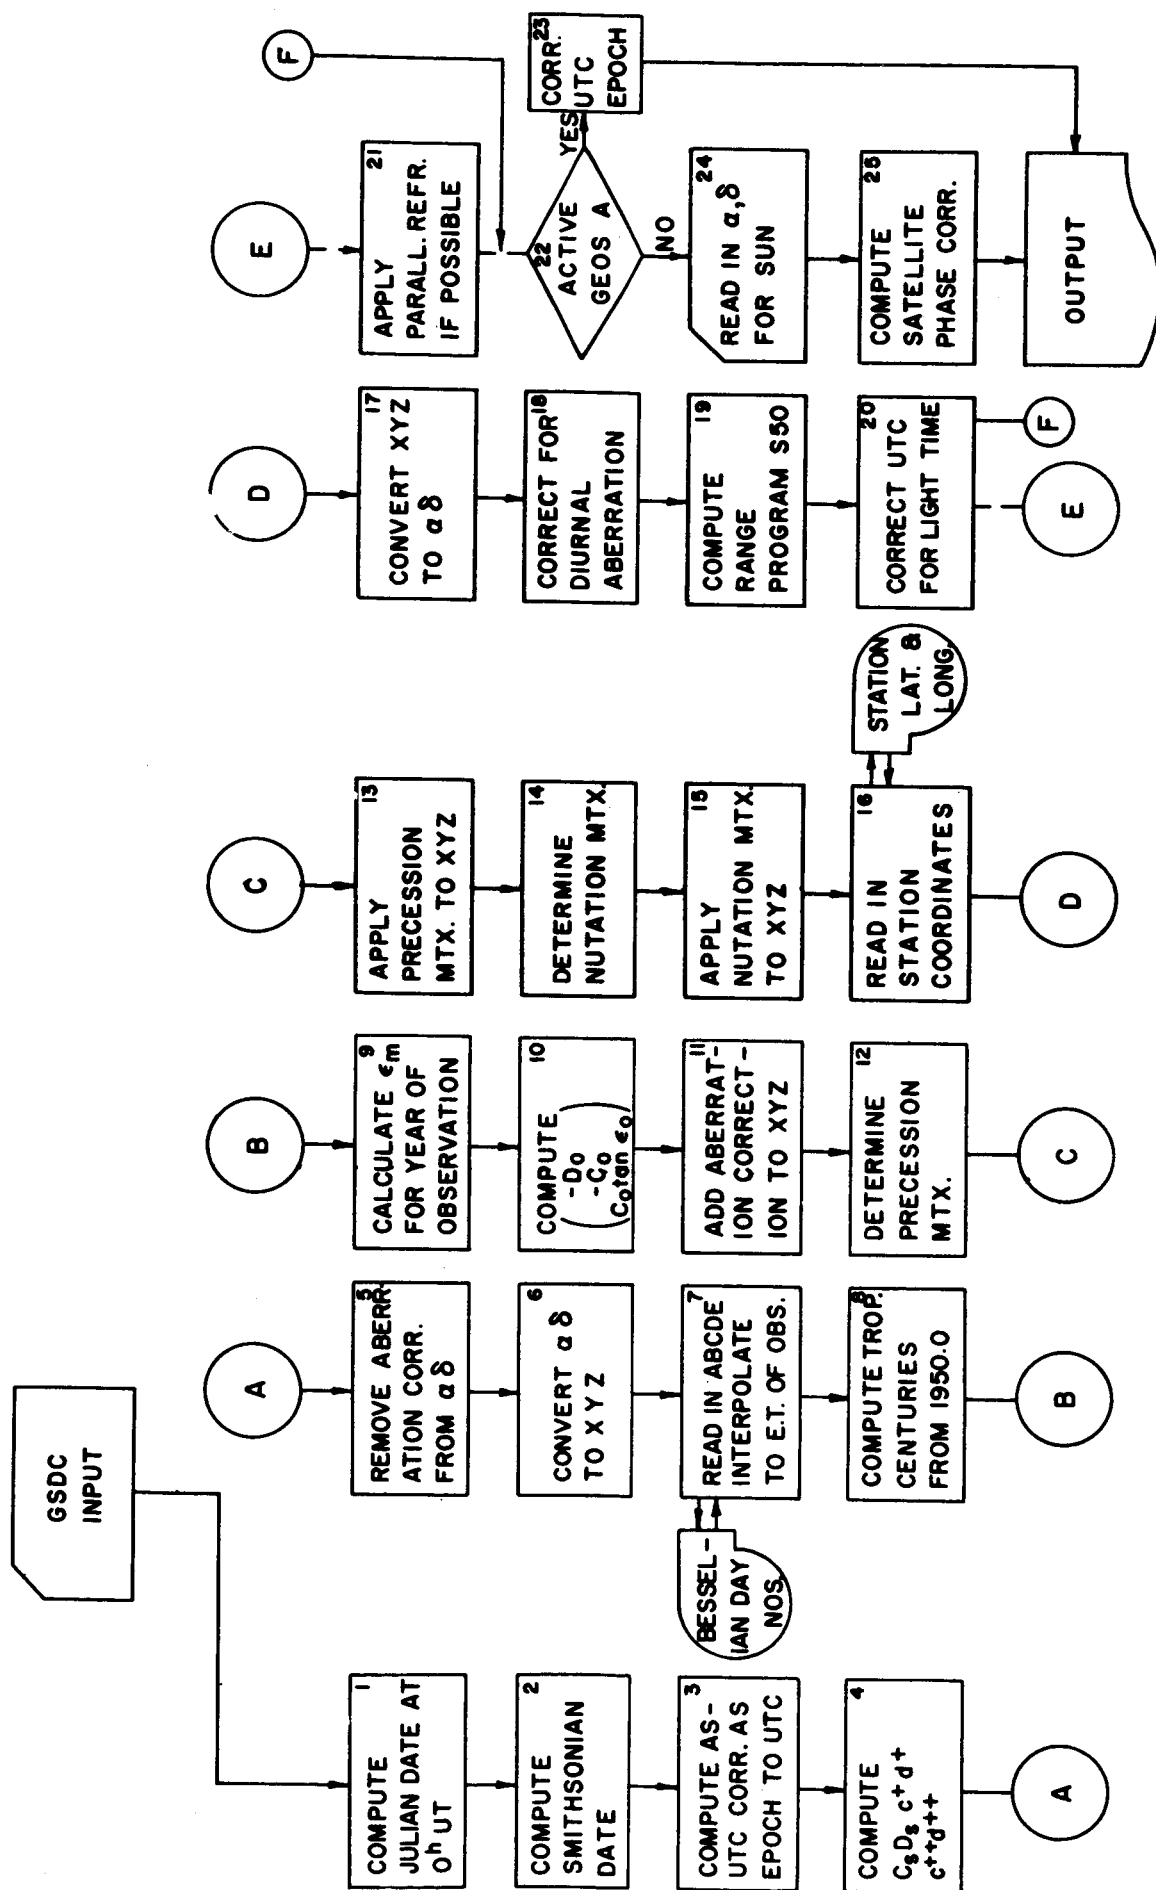 GSDC
INPUT
1
COMPUTE
JULIAN DATE AT
0h UT
2
COMPUTE
SMITHSONIAN
DATE
3
COMPUTE AS-
UTC CORR. AS
EPOCH TO UTC
4
COMPUTE
CsDs c+d+
c++d++
A
A
5
REMOVE ABERR-
ATION CORR.
FROM αδ
6
CONVERT αδ
TO XYZ
7
READ IN ABCDE
INTERPOLATE
TO E.T. OF OBS.
BESSEL-
IAN DAY
NOS.
8
COMPUTE TROP.
CENTURIES
FROM 1950.0
B
B
9
CALCULATE εm
FOR YEAR OF
OBSERVATION
10
COMPUTE
-D0
-C0
C0tan ε0
11
ADD ABERRAT-
ION CORRECT-
ION TO XYZ
12
DETERMINE
PRECESSION
MTX.
C
C
13
APPLY
PRECESSION
MTX. TO XYZ
14
DETERMINE
NUTATION MTX.
15
APPLY
NUTATION MTX.
TO XYZ
16
READ IN
STATION
COORDINATES
STATION
LAT. &
LONG.
D
D
17
CONVERT XYZ
TO αδ
18
CORRECT FOR
DIURNAL
ABERRATION
19
COMPUTE
RANGE
PROGRAM S50
20
CORRECT UTC
FOR LIGHT TIME
E
F
E
21
APPLY
PARALL. REFR.
IF POSSIBLE
F
22
ACTIVE
GEOS A
YES
NO
23
CORR.
UTC
EPOCH
24
READ IN α,δ
FOR SUN
25
COMPUTE
SATELLITE
PHASE CORR.
OUTPUT